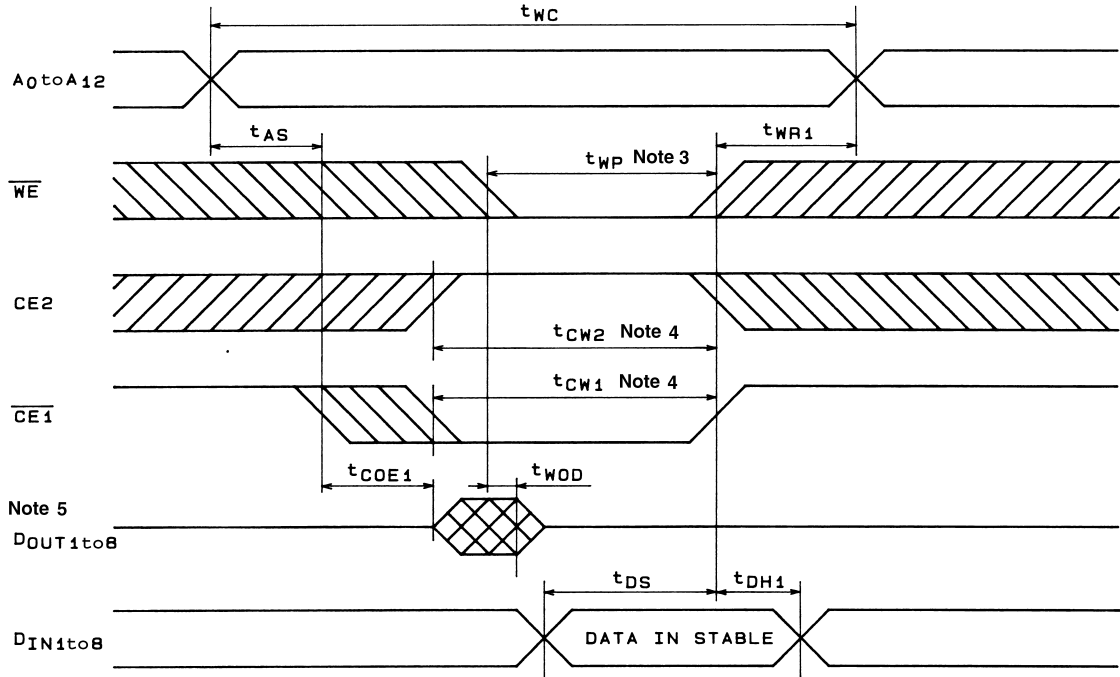 tWC
A0toA12
tAS
tWR1
tWP Note 3
WE
CE2
tCW2 Note 4
tCW1 Note 4
CE1
tCOE1
tWOD
Note 5
DOUT1to8
tDS
tDH1
DIN1to8
DATA IN STABLE